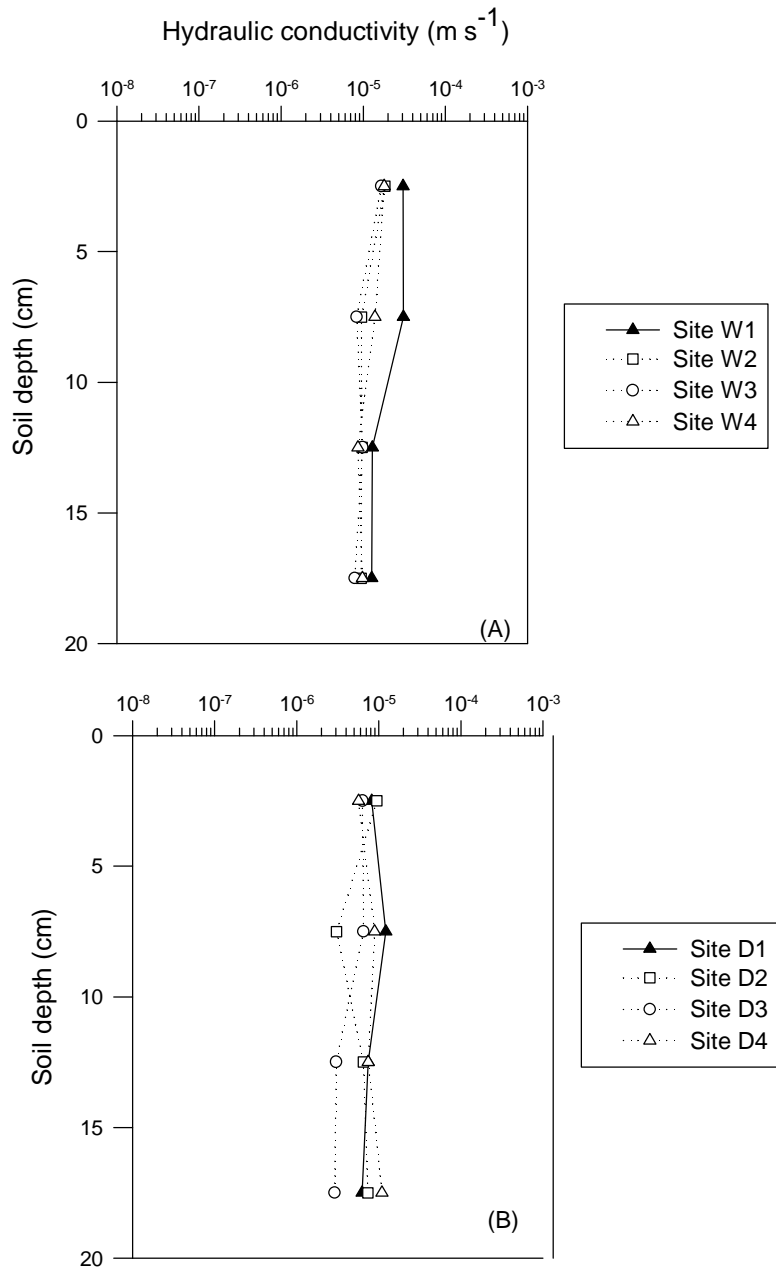 Hydraulic conductivity (m s⁻¹)
10⁻⁸ 10⁻⁷ 10⁻⁶ 10⁻⁵ 10⁻⁴ 10⁻³
0
5
10
15
20
Soil depth (cm)
(A)
Site W1
Site W2
Site W3
Site W4
10⁻⁸ 10⁻⁷ 10⁻⁶ 10⁻⁵ 10⁻⁴ 10⁻³
0
5
10
15
20
Soil depth (cm)
(B)
Site D1
Site D2
Site D3
Site D4